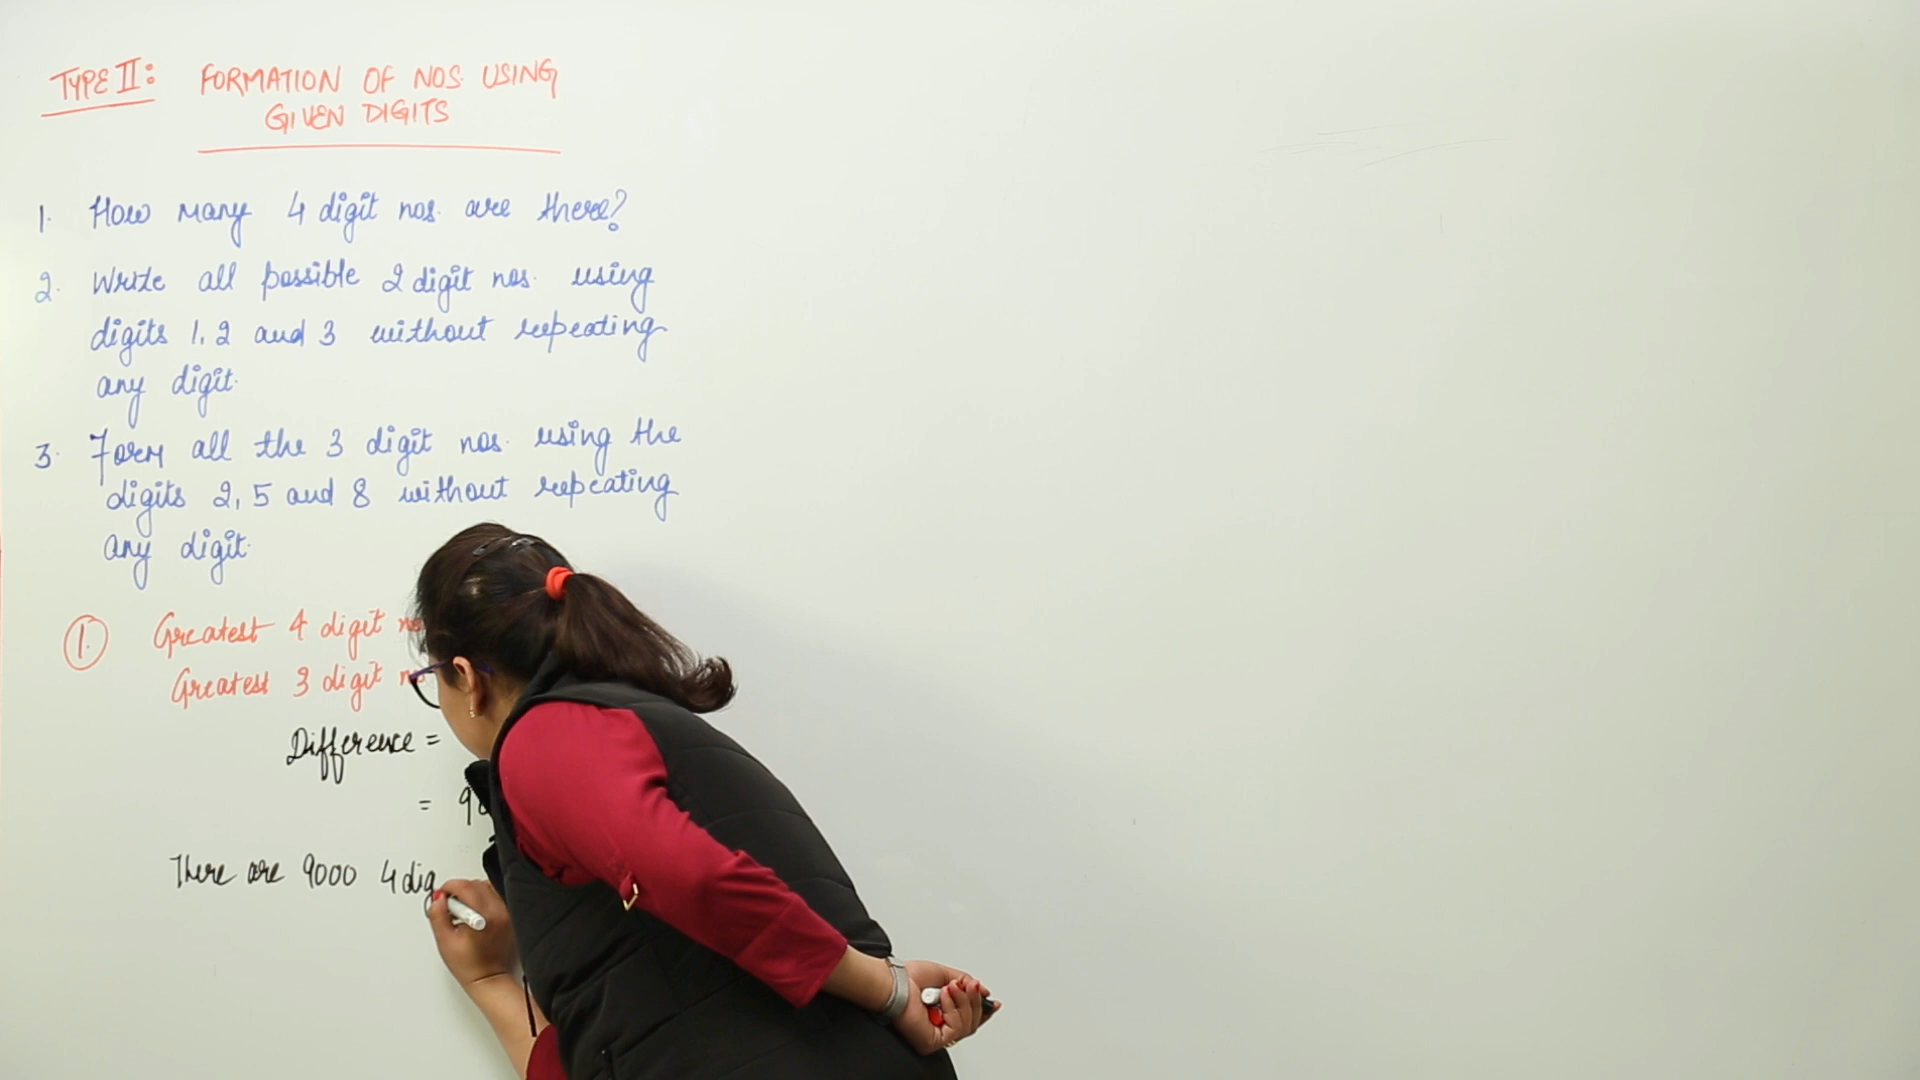 TYPE II: FORMATION OF NOS. USING
GIVEN DIGITS
1. How many 4 digit nos. are there?
2. Write all possible 2 digit nos. using
digits 1, 2 and 3 without repeating
any digit.
3. Form all the 3 digit nos. using the
digits 2, 5 and 8 without repeating
any digit.
1. Greatest 4 digit
Greatest 3 digit
Difference =
=
There are 9000 4 dig